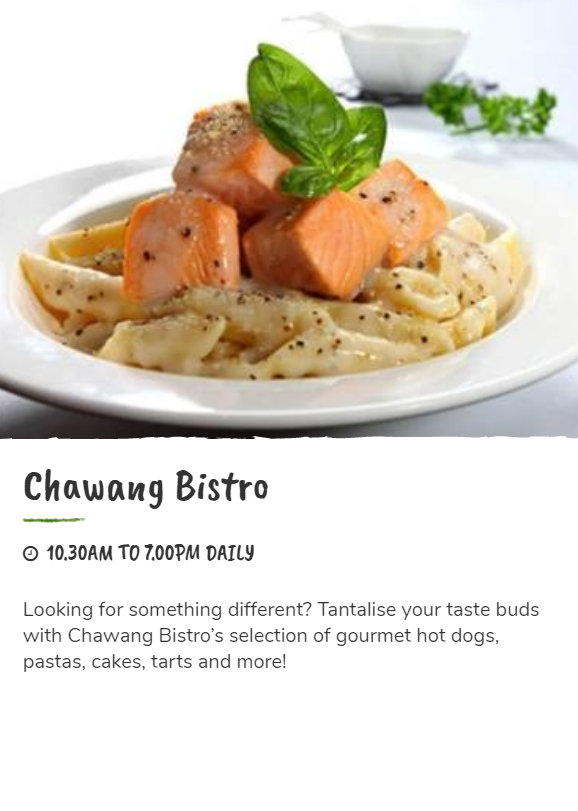 Chawang Bistro
10.30AM TO 7.00PM DAILY
Looking for something different? Tantalise your taste buds
with Chawang Bistro’s selection of gourmet hot dogs,
pastas, cakes, tarts and more!